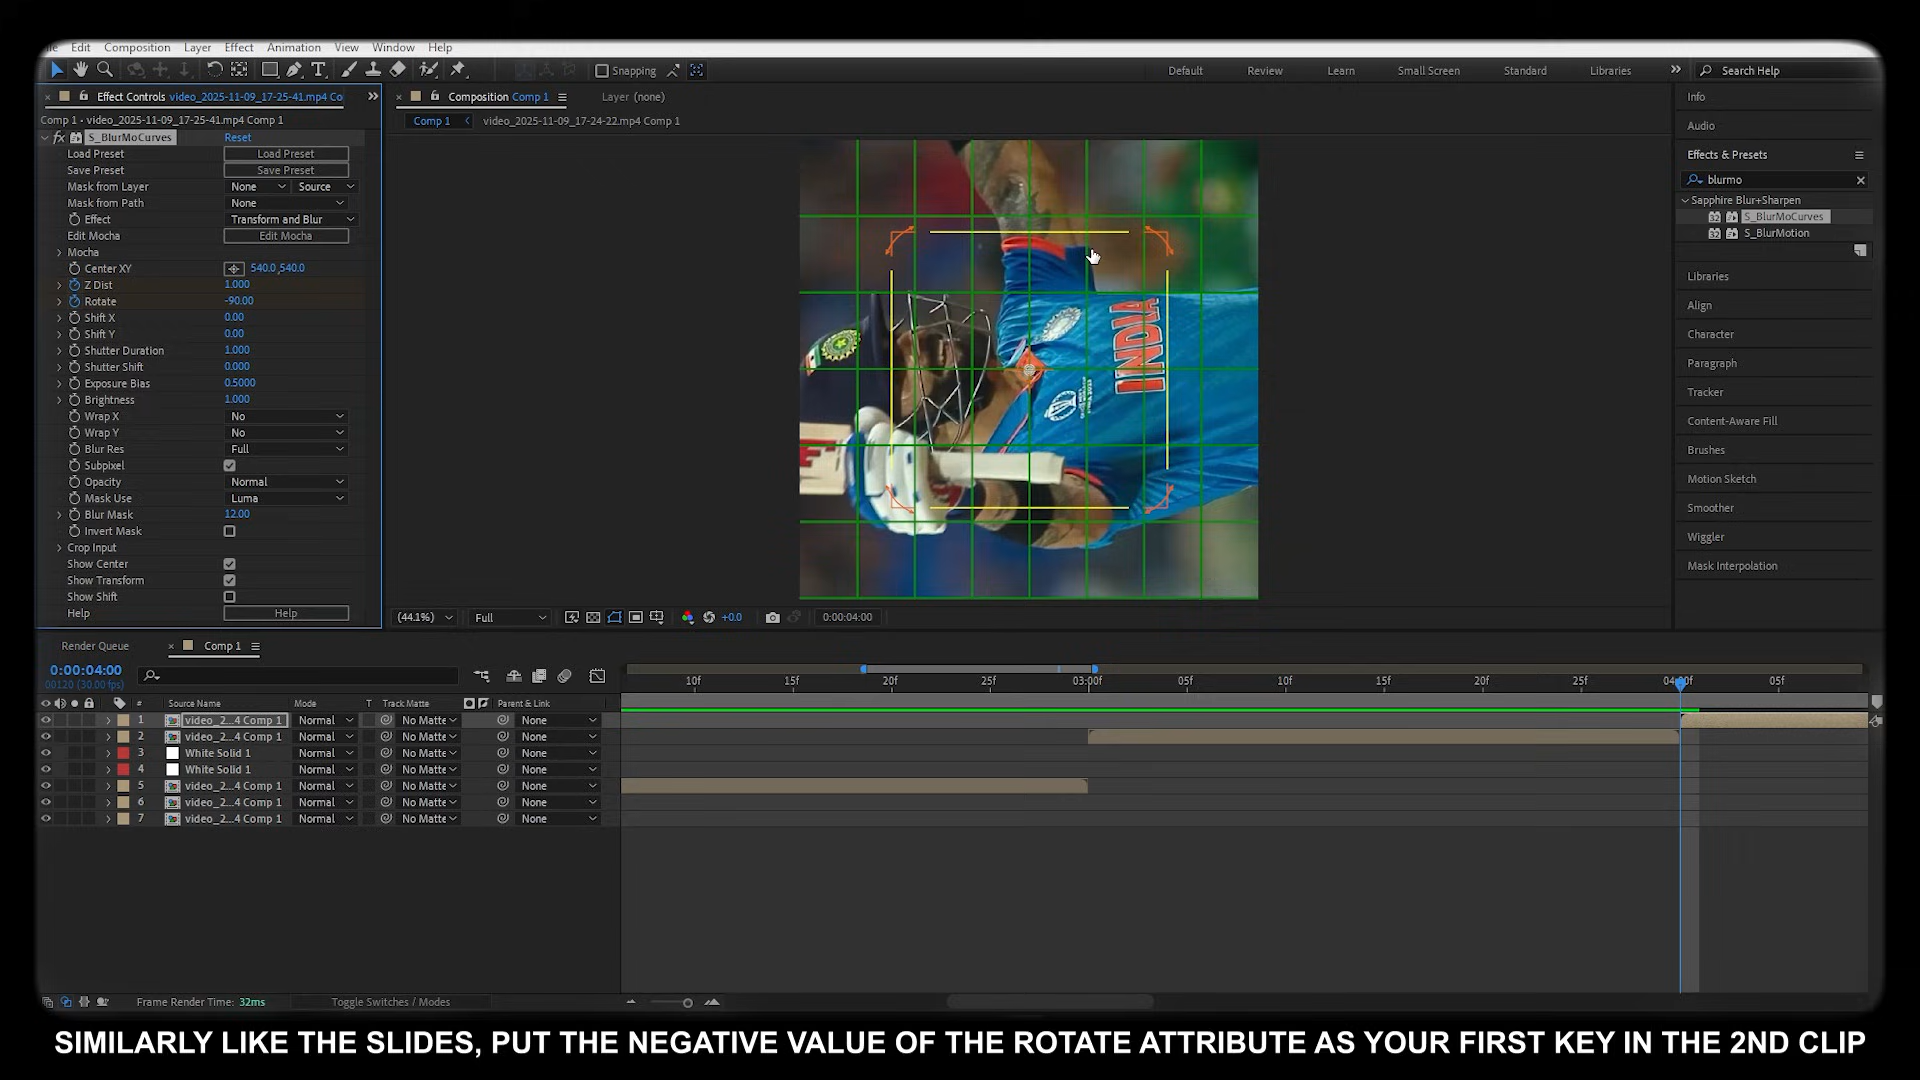 Edit Composition Layer Effect Animation View Window Help
Snapping
Default Review Learn Small Screen Standard Libraries Search Help
Effect Controls video_2025-11-09_17-25-41.mp4 Co
Composition Comp 1 Layer (none)
Comp 1 • video_2025-11-09_17-25-41.mp4 Comp 1
Comp 1 video_2025-11-09_17-24-22.mp4 Comp 1
fx S_BlurMoCurves Reset
Load Preset Load Preset
Save Preset Save Preset
Mask from Layer None Source
Mask from Path None
Effect Transform and Blur
Edit Mocha Edit Mocha
Mocha
Center XY 540.0,540.0
Z Dist 1.000
Rotate -90.00
Shift X 0.00
Shift Y 0.00
Shutter Duration 1.000
Shutter Shift 0.000
Exposure Bias 0.5000
Brightness 1.000
Wrap X No
Wrap Y No
Blur Res Full
Subpixel
Opacity Normal
Mask Use Luma
Blur Mask 12.00
Invert Mask
Crop Input
Show Center
Show Transform
Show Shift
Help Help
INDIA
(44.1%) Full +0.0 0:00:04:00
Info
Audio
Effects & Presets
blurmo
Sapphire Blur+Sharpen
32 S_BlurMoCurves
32 S_BlurMotion
Libraries
Align
Character
Paragraph
Tracker
Content-Aware Fill
Brushes
Motion Sketch
Smoother
Wiggler
Mask Interpolation
Render Queue Comp 1
0:00:04:00
00120 (30.00 fps)
10f 15f 20f 25f 03:00f 05f 10f 15f 20f 25f 04:00f 05f
# Source Name Mode T Track Matte Parent & Link
1 video_2...4 Comp 1 Normal No Matte None
2 video_2...4 Comp 1 Normal No Matte None
3 White Solid 1 Normal No Matte None
4 White Solid 1 Normal No Matte None
5 video_2...4 Comp 1 Normal No Matte None
6 video_2...4 Comp 1 Normal No Matte None
7 video_2...4 Comp 1 Normal No Matte None
Frame Render Time: 32ms Toggle Switches / Modes
SIMILARLY LIKE THE SLIDES, PUT THE NEGATIVE VALUE OF THE ROTATE ATTRIBUTE AS YOUR FIRST KEY IN THE 2ND CLIP